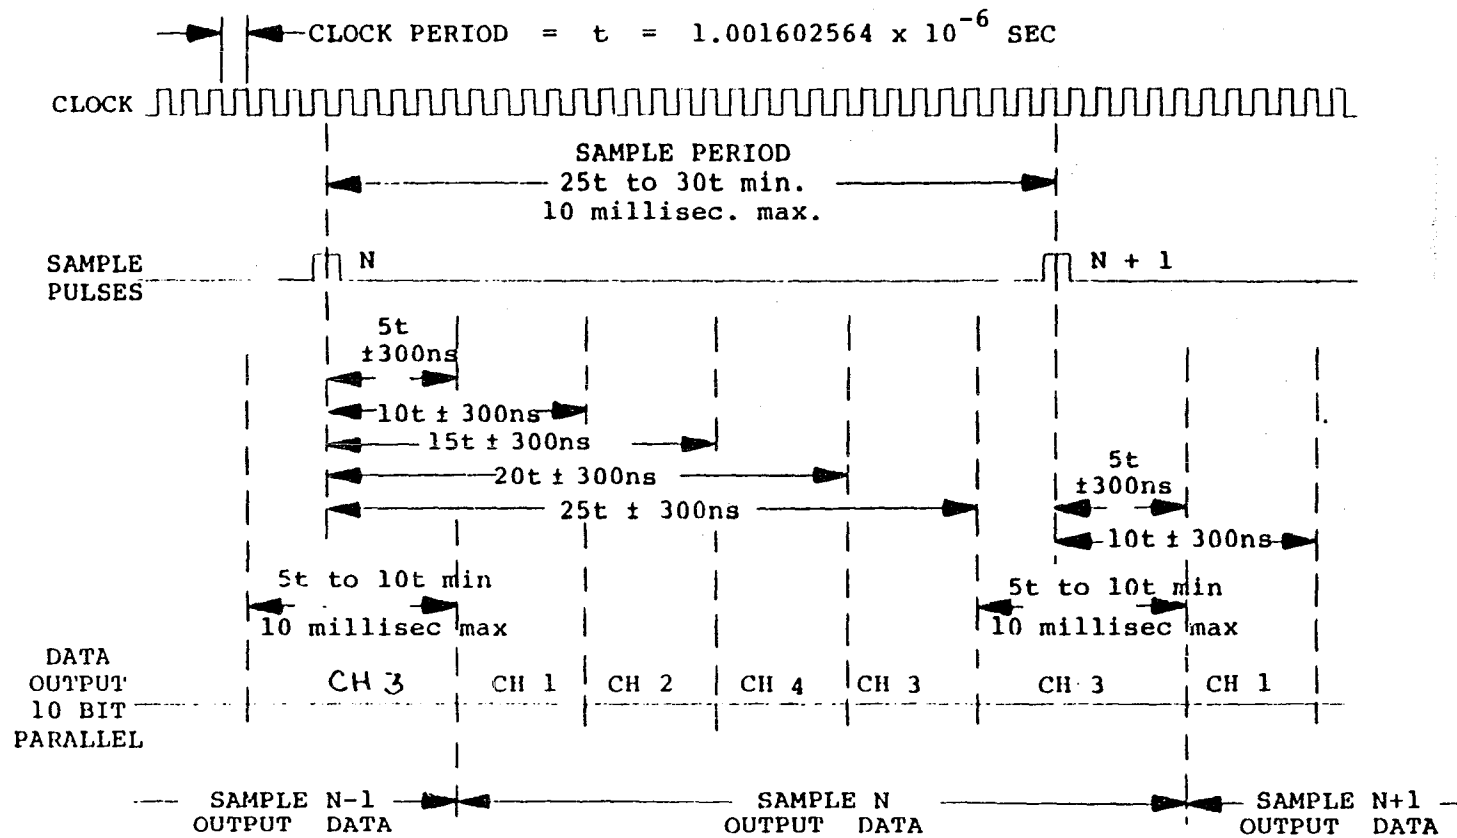 CLOCK PERIOD = t = 1.001602564 x 10^-6 SEC
CLOCK
SAMPLE PERIOD
25t to 30t min.
10 millisec. max.
SAMPLE
PULSES
N
N + 1
5t
±300ns
10t ± 300ns
15t ± 300ns
20t ± 300ns
25t ± 300ns
5t
±300ns
10t ± 300ns
5t to 10t min
10 millisec max
5t to 10t min
10 millisec max
DATA
OUTPUT
10 BIT
PARALLEL
CH 3
CH 1
CH 2
CH 4
CH 3
CH 3
CH 1
SAMPLE N-1
OUTPUT DATA
SAMPLE N
OUTPUT DATA
SAMPLE N+1
OUTPUT DATA